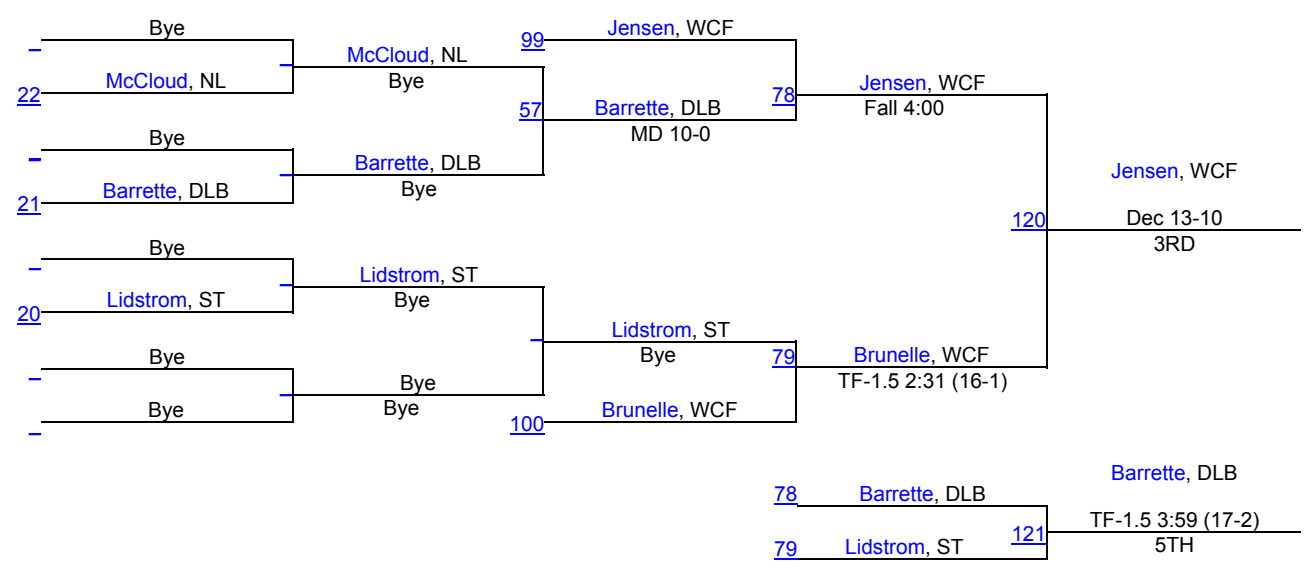 Bye
22 McCloud, NL
McCloud, NL
Bye
Bye
21 Barrette, DLB
Barrette, DLB
Bye
Bye
20 Lidstrom, ST
Lidstrom, ST
Bye
Bye
Bye
Bye
Bye
99 Jensen, WCF
57 Barrette, DLB
MD 10-0
Lidstrom, ST
Bye
100 Brunelle, WCF
78 Jensen, WCF
Fall 4:00
79 Brunelle, WCF
TF-1.5 2:31 (16-1)
Jensen, WCF
120 Dec 13-10
3RD
78 Barrette, DLB
79 Lidstrom, ST
Barrette, DLB
121 TF-1.5 3:59 (17-2)
5TH